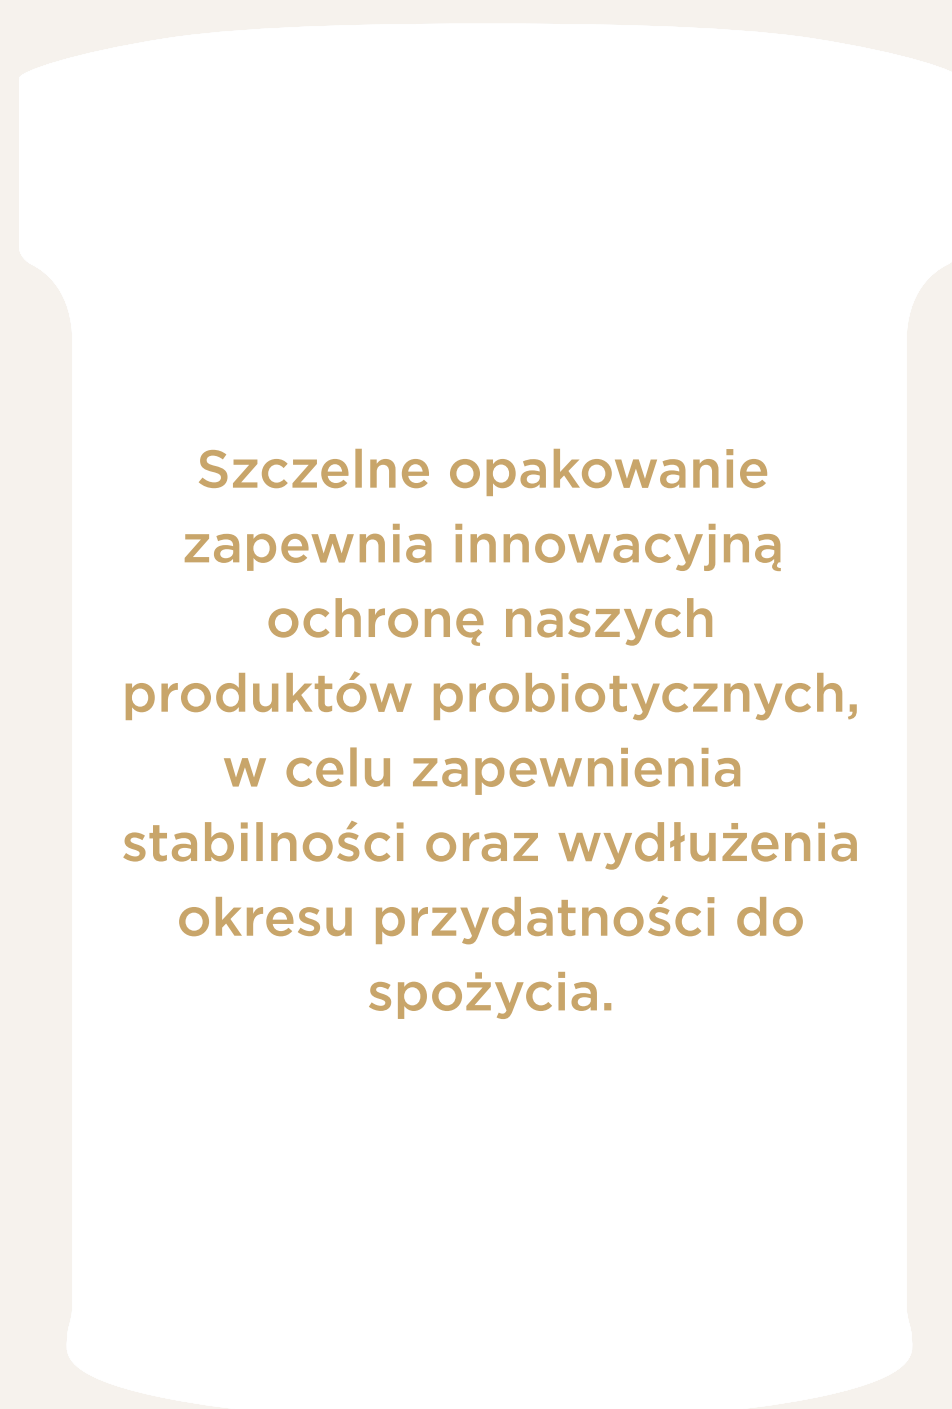 Szczelne opakowanie
zapewnia innowacyjną
ochronę naszych
produktów probiotycznych,
w celu zapewnienia
stabilności oraz wydłużenia
okresu przydatności do
spożycia.